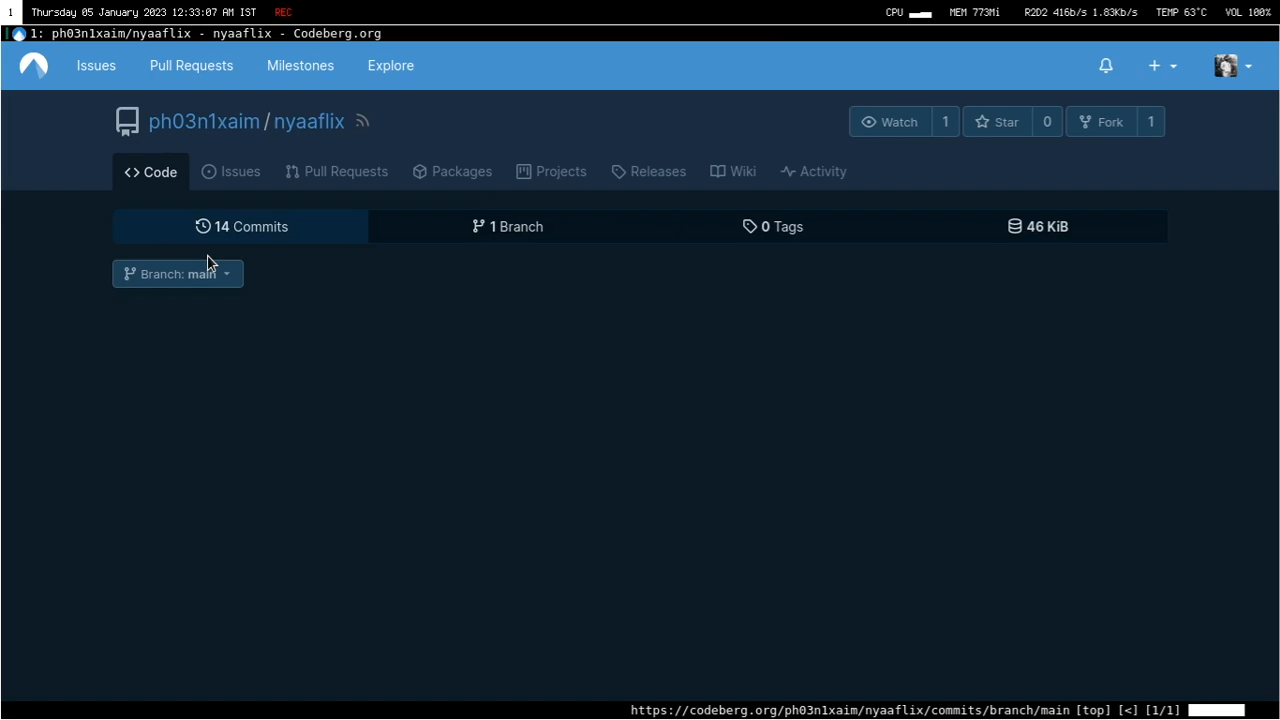 1 Thursday 05 January 2023 12:33:07 AM IST REC CPU MEM 773Mi R2D2 416b/s 1.83Kb/s TEMP 63°C VOL 100%
1: ph03n1xaim/nyaaflix - nyaaflix - Codeberg.org
Issues Pull Requests Milestones Explore
ph03n1xaim/nyaaflix Watch 1 Star 0 Fork 1
Code Issues Pull Requests Packages Projects Releases Wiki Activity
14 Commits 1 Branch 0 Tags 46 KiB
Branch: main
https://codeberg.org/ph03n1xaim/nyaaflix/commits/branch/main [top] [<] [1/1]